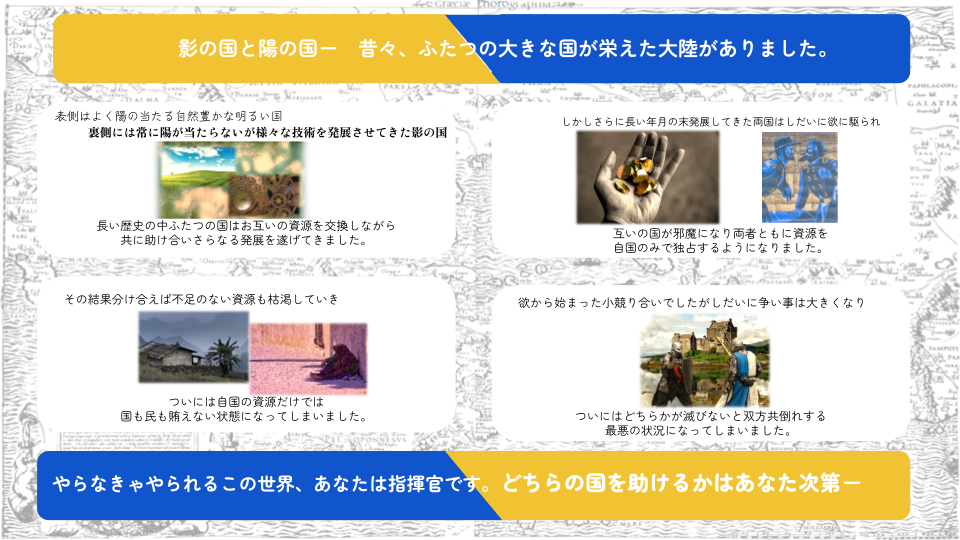 影の国と陽の国ー　昔々、ふたつの大きな国が栄えた大陸がありました。
表側はよく陽の当たる自然豊かな明るい国
裏側には常に陽が当たらないが様々な技術を発展させてきた影の国
長い歴史の中ふたつの国はお互いの資源を交換しながら
共に助け合いさらなる発展を遂げてきました。
しかしさらに長い年月の末発展してきた両国はしだいに欲に駆られ
互いの国が邪魔になり両者ともに資源を
自国のみで独占するようになりました。
その結果分け合えば不足のない資源も枯渇していき
ついには自国の資源だけでは
国も民も賄えない状態になってしまいました。
欲から始まった小競り合いでしたがしだいに争い事は大きくなり
ついにはどちらかが滅びないと双方共倒れする
最悪の状況になってしまいました。
やらなきゃやられるこの世界、あなたは指揮官です。どちらの国を助けるかはあなた次第ー